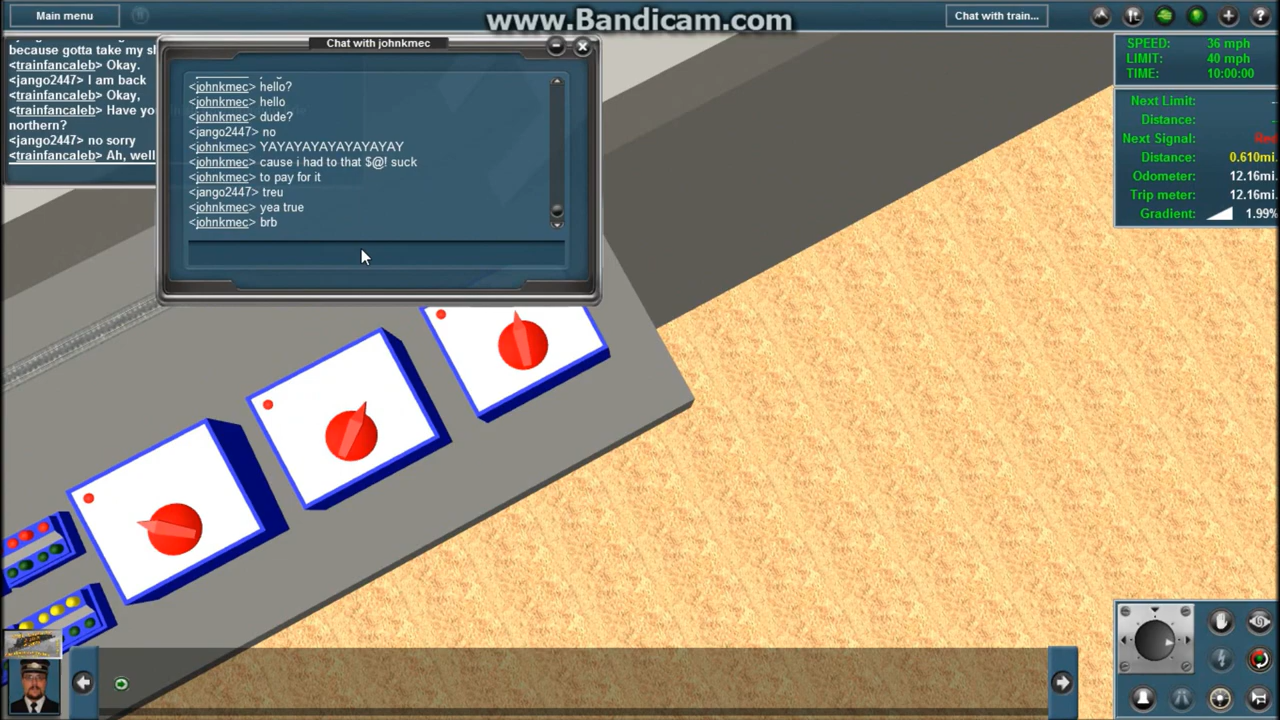 Main menu
www.Bandicam.com
Chat with train...
because gotta take my sl
<trainfancaleb> Okay.
<jango2447> I am back
<trainfancaleb> Okay,
<trainfancaleb> Have yo
northern?
<jango2447> no sorry
<trainfancaleb> Ah, well
Chat with johnkmec
<johnkmec> hello?
<johnkmec> hello
<johnkmec> dude?
<jango2447> no
<johnkmec> YAYAYAYAYAYAYAYAY
<johnkmec> cause i had to that $@! suck
<johnkmec> to pay for it
<jango2447> treu
<johnkmec> yea true
<johnkmec> brb
SPEED: 36 mph
LIMIT: 40 mph
TIME: 10:00:00
Next Limit: -
Distance: -
Next Signal: Red
Distance: 0.610mi.
Odometer: 12.16mi.
Trip meter: 12.16mi.
Gradient: 1.99%